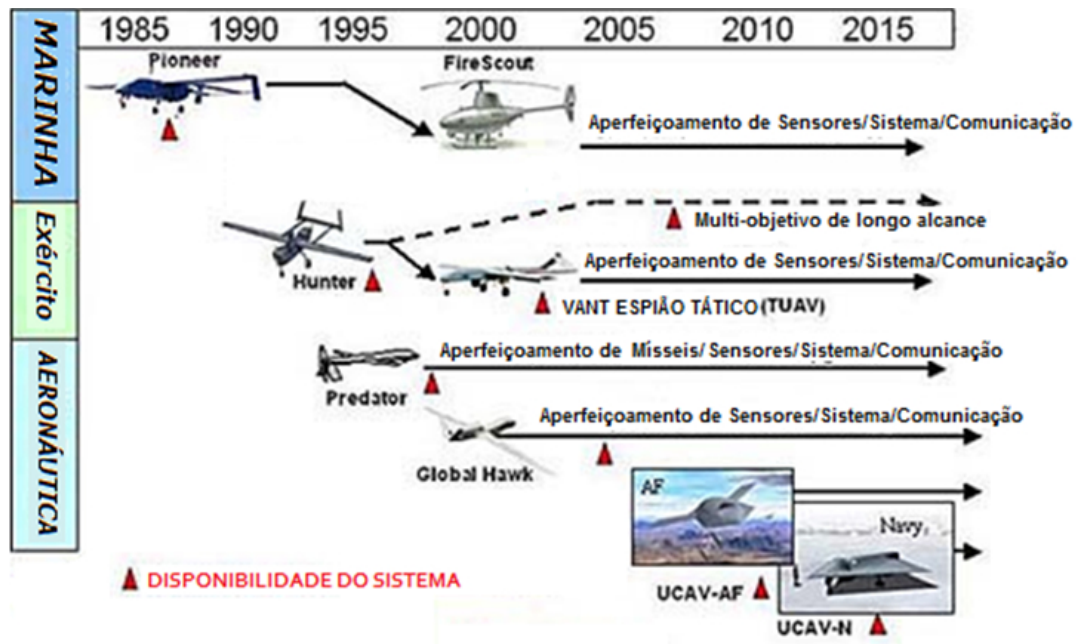 1985 1990 1995 2000 2005 2010 2015
MARINHA
Pioneer
FireScout
Aperfeiçoamento de Sensores/Sistema/Comunicação
Exército
Multi-objetivo de longo alcance
Hunter
Aperfeiçoamento de Sensores/Sistema/Comunicação
VANT ESPIÃO TÁTICO (TUAV)
AERONÁUTICA
Aperfeiçoamento de Mísseis/ Sensores/Sistema/Comunicação
Predator
Aperfeiçoamento de Sensores/Sistema/Comunicação
Global Hawk
AF
Navy,
DISPONIBILIDADE DO SISTEMA
UCAV-AF
UCAV-N